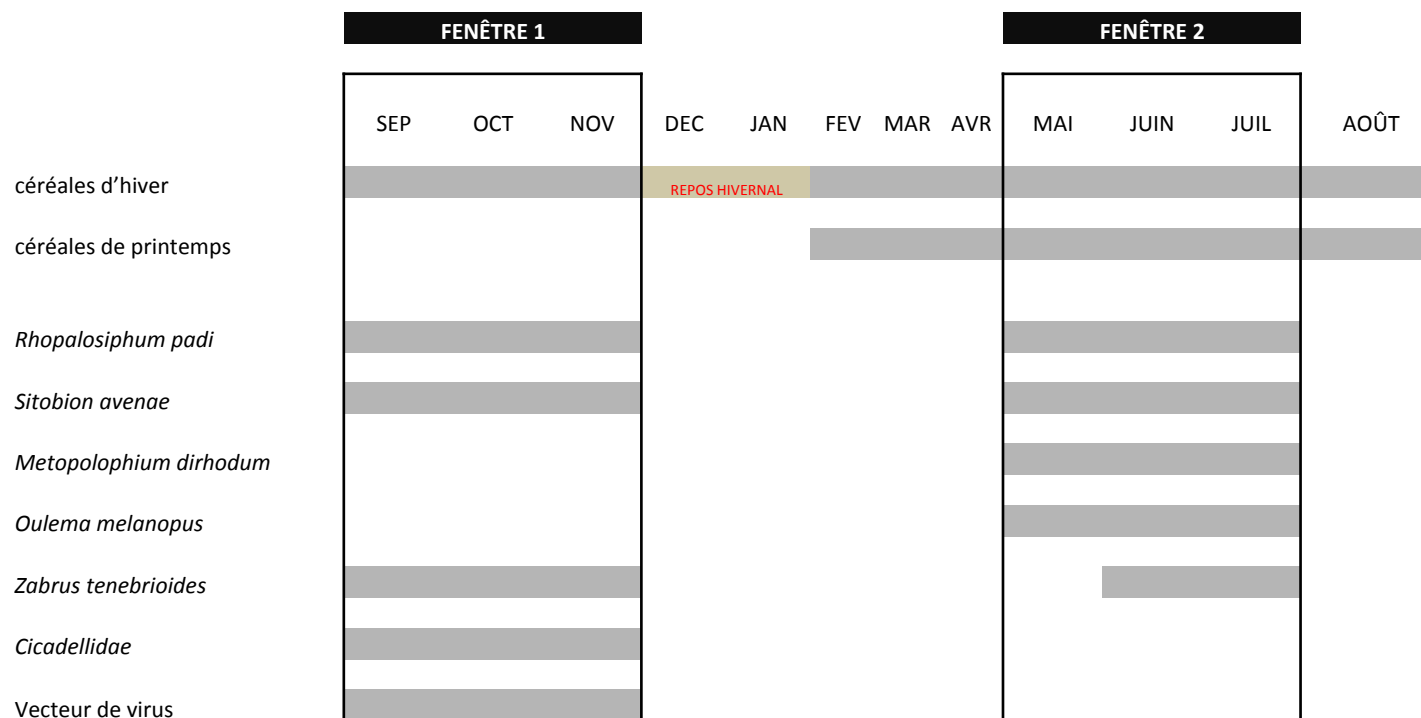 FENÊTRE 1 FENÊTRE 2
SEP OCT NOV DEC JAN FEV MAR AVR MAI JUIN JUIL AOÛT
céréales d’hiver REPOS HIVERNAL
céréales de printemps
Rhopalosiphum padi
Sitobion avenae
Metopolophium dirhodum
Oulema melanopus
Zabrus tenebrioides
Cicadellidae
Vecteur de virus